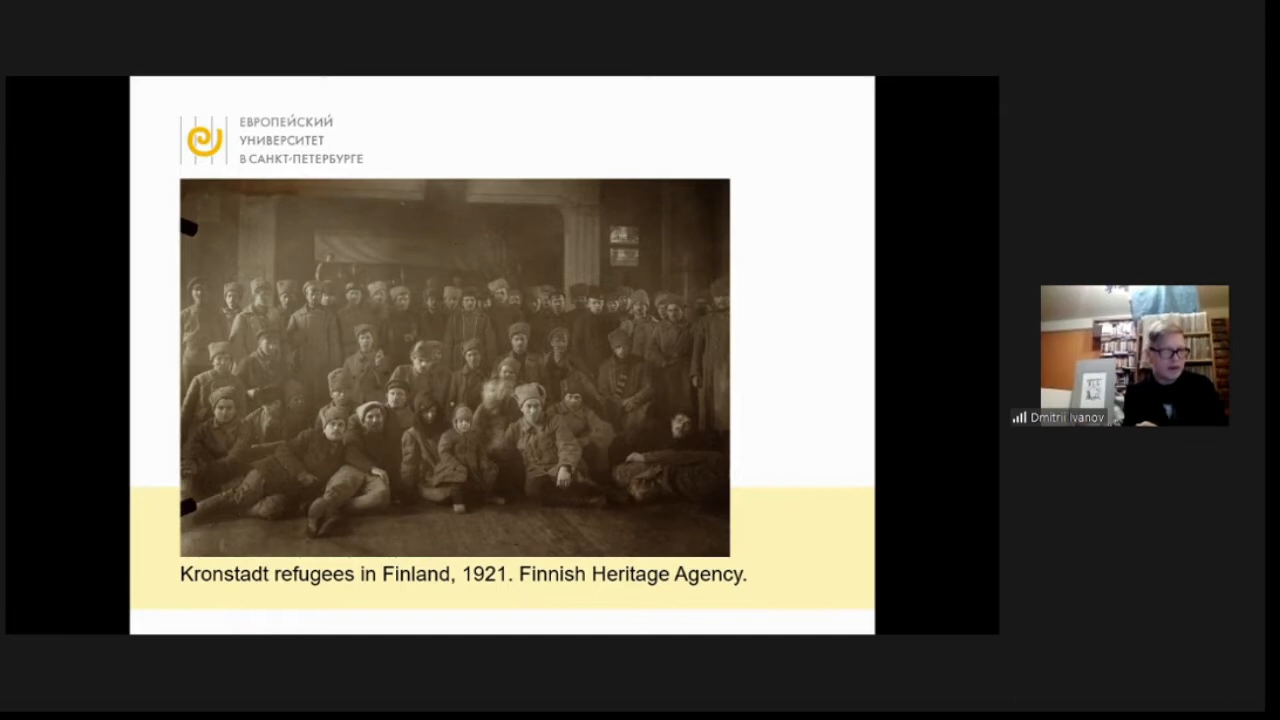 ЕВРОПЕЙСКИЙ
УНИВЕРСИТЕТ
В САНКТ-ПЕТЕРБУРГЕ
Kronstadt refugees in Finland, 1921. Finnish Heritage Agency.
Dmitrii Ivanov